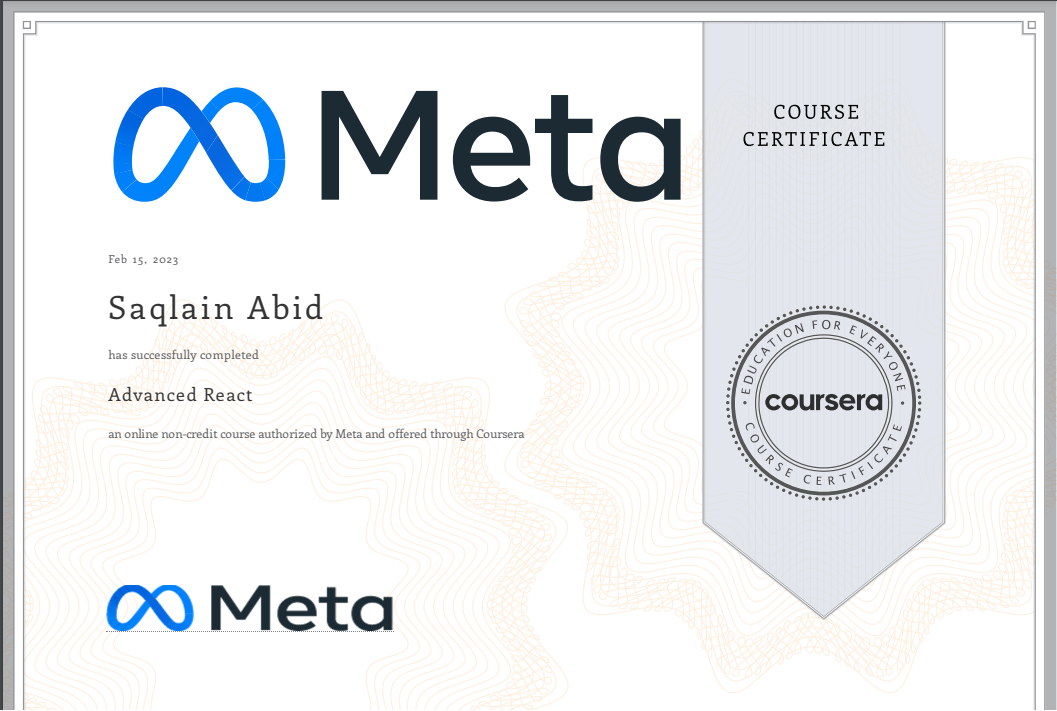 Meta
COURSE
CERTIFICATE
Feb 15, 2023
Saqlain Abid
has successfully completed
Advanced React
an online non-credit course authorized by Meta and offered through Coursera
EDUCATION FOR EVERYONE
coursera
COURSE CERTIFICATE
Meta